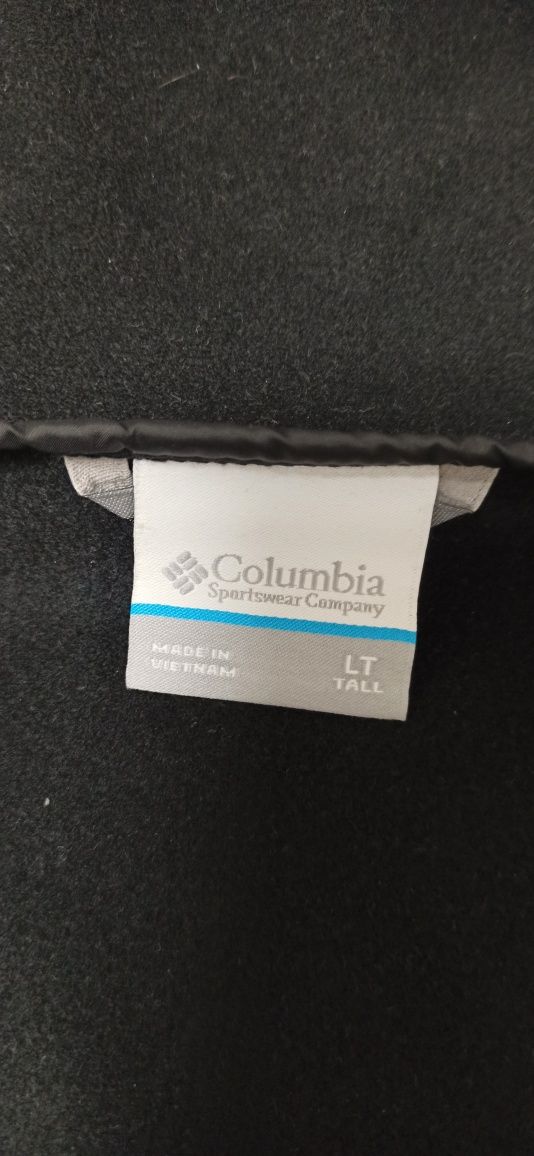 Columbia
Sportswear Company
MADE IN
VIETNAM
LT
TALL